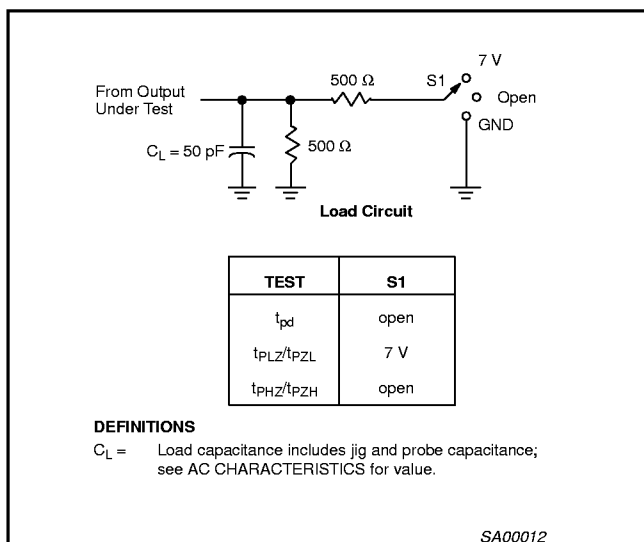 7 V
500 Ω
S1
From Output
Under Test
Open
GND
C_L = 50 pF
500 Ω
Load Circuit
TEST S1
t_pd open
t_PLZ/t_PZL 7 V
t_PHZ/t_PZH open
DEFINITIONS
C_L = Load capacitance includes jig and probe capacitance;
see AC CHARACTERISTICS for value.
SA00012